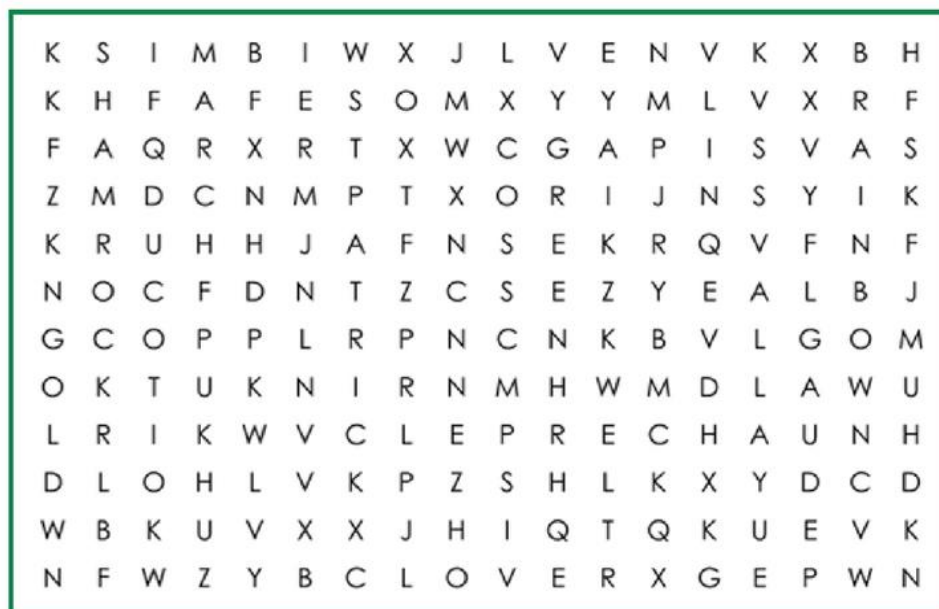 K S I M B I W X J L V E N V K X B H
K H F A F E S O M X Y Y M L V X R F
F A Q R X R T X W C G A P I S V A S
Z M D C N M P T X O R I J N S Y I K
K R U H H J A F N S E K R Q V F N F
N O C F D N T Z C S E Z Y E A L B J
G C O P P L R P N C N K B V L G O M
O K T U K N I R N M H W M D L A W U
L R I K W V C L E P R E C H A U N H
D L O H L V K P Z S H L K X Y D C D
W B K U V X X J H I Q T Q K U E V K
N F W Z Y B C L O V E R X G E P W N